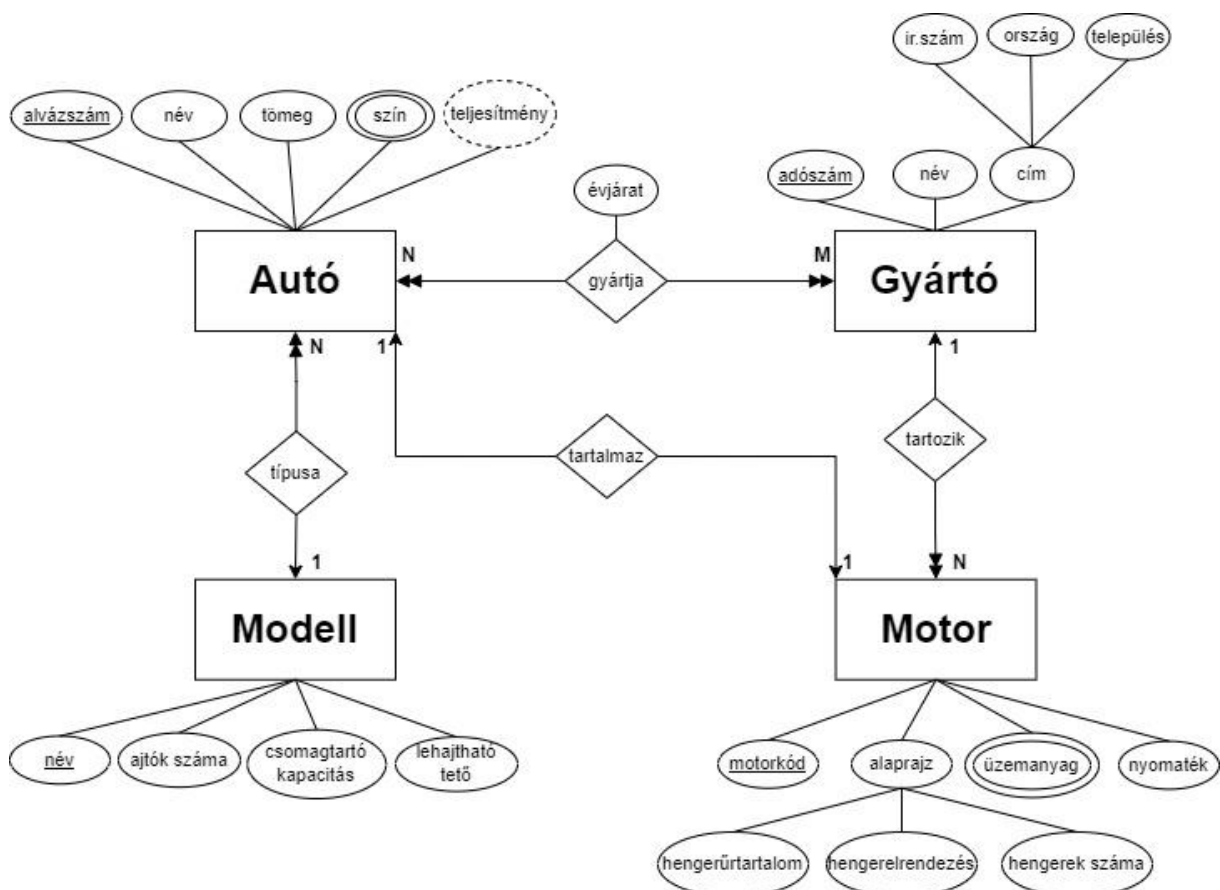 ir.szám
ország
település
alvázszám
név
tömeg
szín
teljesítmény
évjárat
adószám
név
cím
Autó
N
gyártja
M
Gyártó
N
1
1
típusa
tartalmaz
tartozik
1
1
N
Modell
Motor
név
ajtók száma
csomagtartó
kapacitás
lehajtható
tető
motorkód
alaprajz
üzemanyag
nyomaték
hengerűrtartalom
hengerelrendezés
hengerek száma